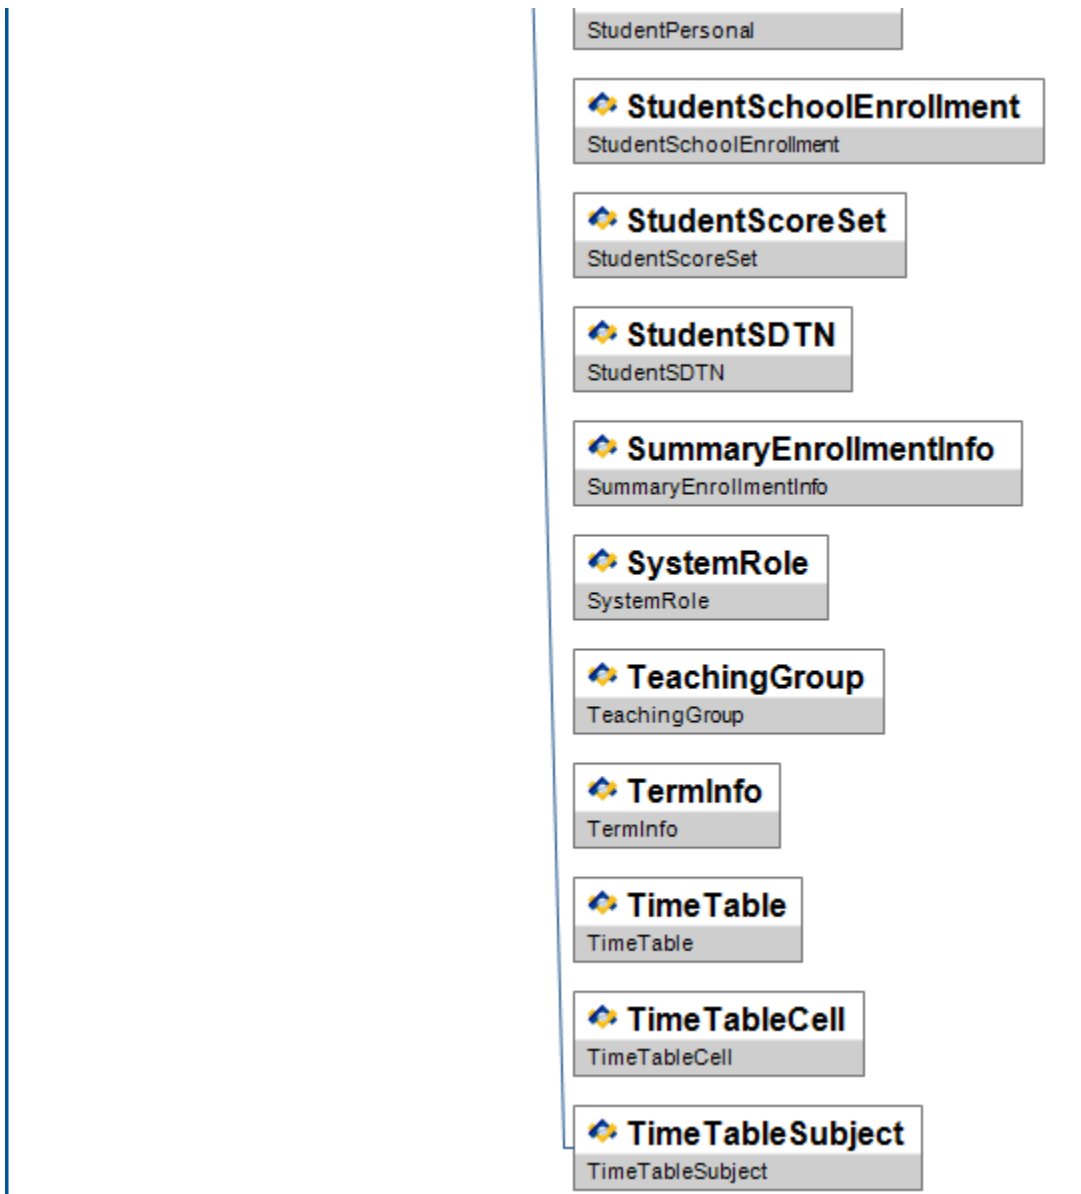 StudentPersonal
StudentSchoolEnrollment
StudentSchoolEnrollment
StudentScoreSet
StudentScoreSet
StudentSDTN
StudentSDTN
SummaryEnrollmentInfo
SummaryEnrollmentInfo
SystemRole
SystemRole
TeachingGroup
TeachingGroup
TermInfo
TermInfo
TimeTable
TimeTable
TimeTableCell
TimeTableCell
TimeTableSubject
TimeTableSubject